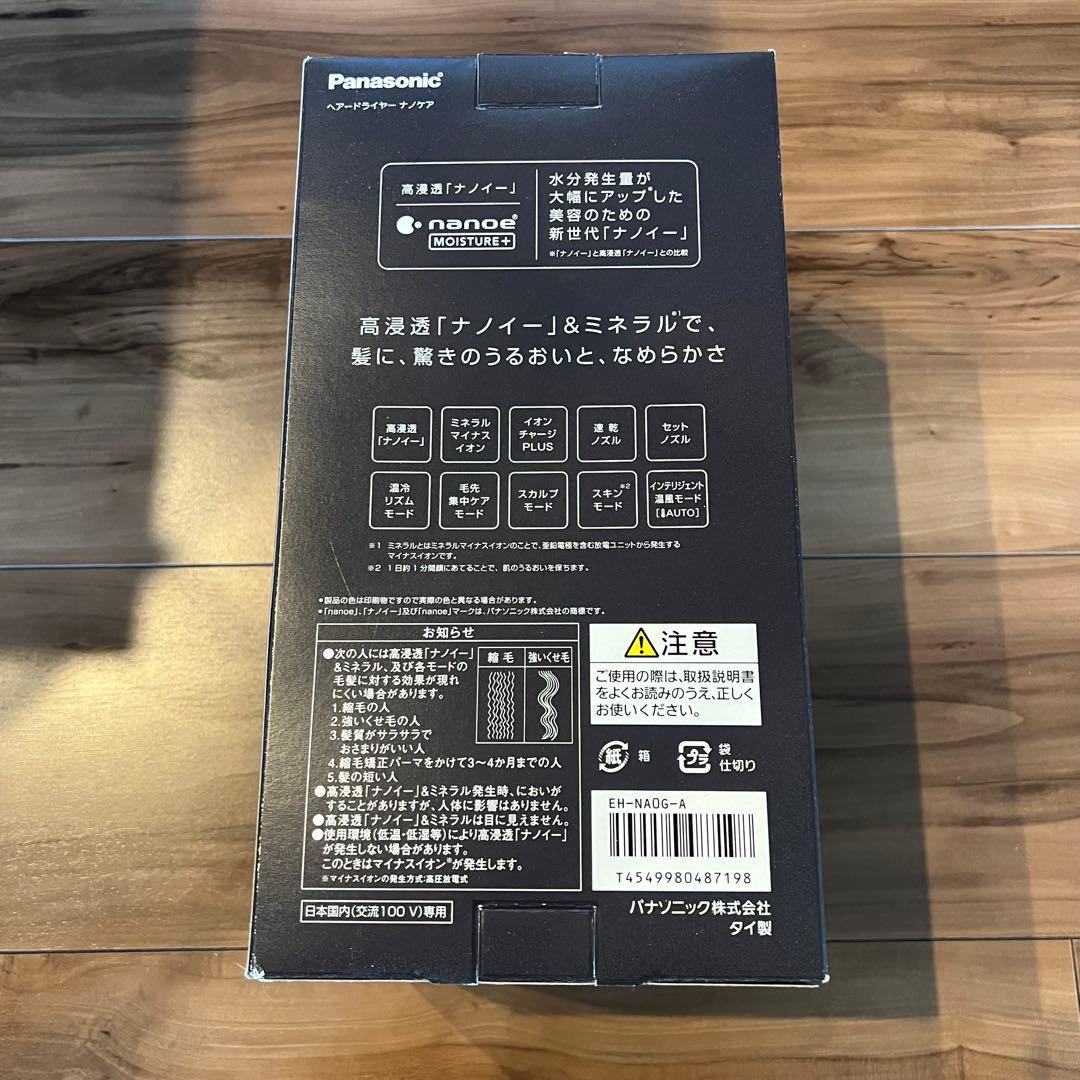 Panasonic
ヘアードライヤー ナノケア
高浸透「ナノイー」
nanoe
MOISTURE+
水分発生量が
大幅にアップ※した
美容のための
新世代「ナノイー」
※「ナノイー」と高浸透「ナノイー」との比較
高浸透「ナノイー」&ミネラル※1で、
髪に、驚きのうるおいと、なめらかさ
高浸透
「ナノイー」
ミネラル
マイナス
イオン
イオン
チャージ
PLUS
速乾
ノズル
セット
ノズル
温冷
リズム
モード
毛先
集中ケア
モード
スカルプ
モード
スキン※2
モード
インテリジェント
温風モード
[AUTO]
※1 ミネラルとはミネラルマイナスイオンのことで、亜鉛電極を含む放電ユニットから発生する
マイナスイオンです。
※2 1日約1分間顔にあてることで、肌のうるおいを保ちます。
•製品の色は印刷物ですので実際の色と異なる場合があります。
•「nanoe」、「ナノイー」及び「nanoe」マークは、パナソニック株式会社の商標です。
お知らせ
●次の人には高浸透「ナノイー」
&ミネラル、及び各モードの
毛髪に対する効果が現れ
にくい場合があります。
1.縮毛の人
2.強いくせ毛の人
3.髪質がサラサラで
おさまりがいい人
4.縮毛矯正パーマをかけて3〜4か月までの人
5.髪の短い人
縮毛
強いくせ毛
●高浸透「ナノイー」&ミネラル発生時、においが
することがありますが、人体に影響はありません。
●高浸透「ナノイー」&ミネラルは目に見えません。
●使用環境(低温・低湿等)により高浸透「ナノイー」
が発生しない場合があります。
このときはマイナスイオン※が発生します。
※マイナスイオンの発生方式:高圧放電式
日本国内(交流100 V)専用
注意
ご使用の際は、取扱説明書
をよくお読みのうえ、正しく
お使いください。
紙
箱
プラ
袋
仕切り
EH-NA0G-A
T4549980487198
パナソニック株式会社
タイ製